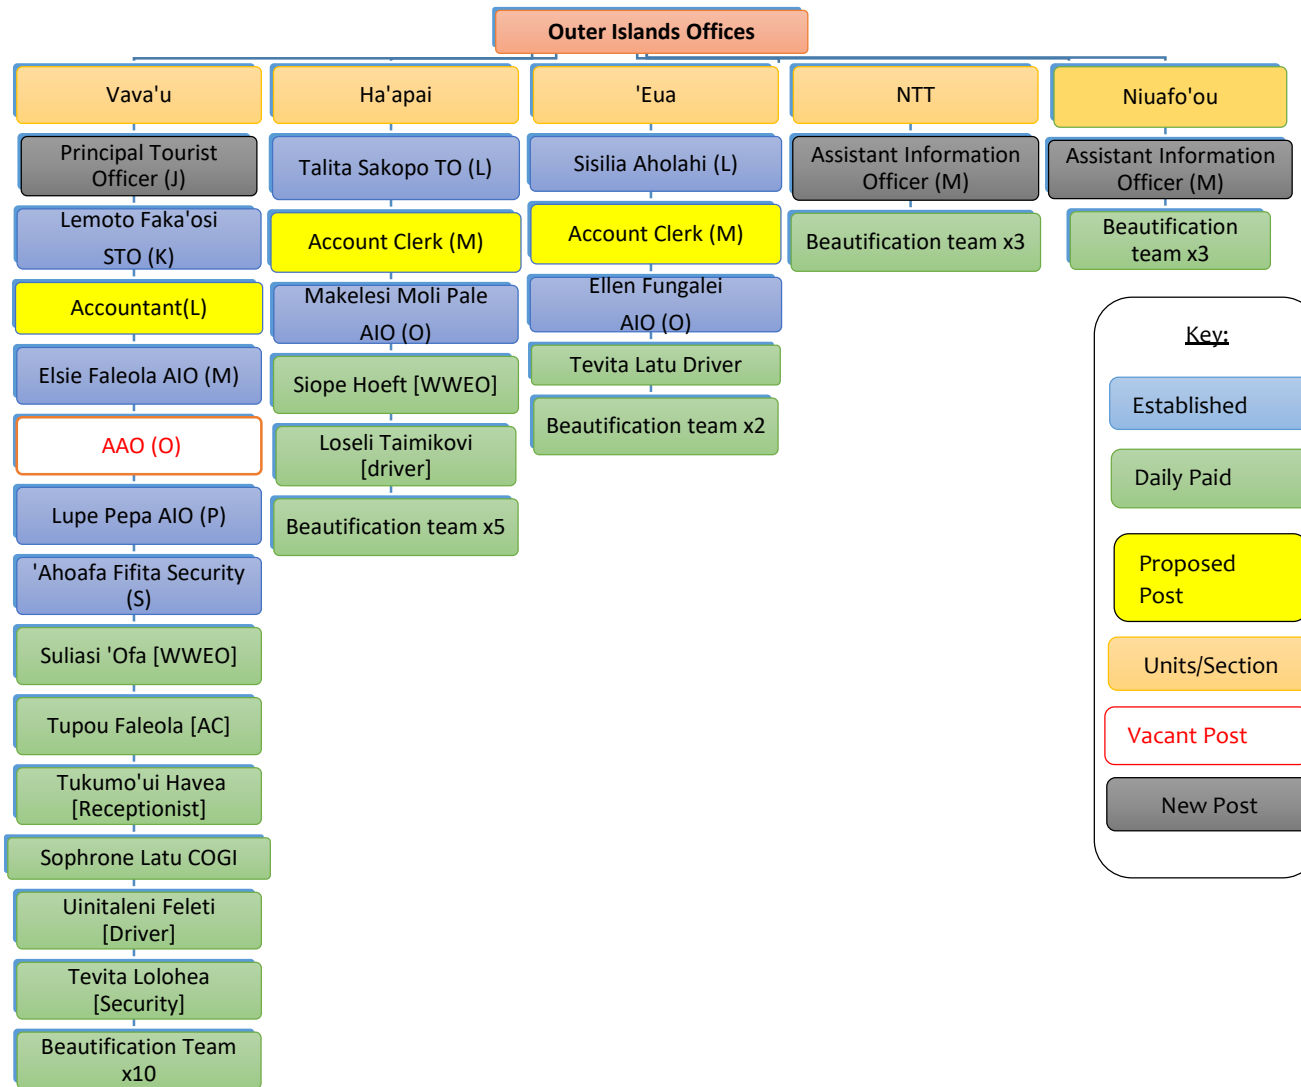 Outer Islands Offices
Vava'u
Principal Tourist
Officer (J)
Lemoto Faka'osi
STO (K)
Accountant(L)
Elsie Faleola AIO (M)
AAO (O)
Lupe Pepa AIO (P)
'Ahoafa Fifita Security
(S)
Suliasi 'Ofa [WWEO]
Tupou Faleola [AC]
Tukumo'ui Havea
[Receptionist]
Sophrone Latu COGI
Uinitaleni Feleti
[Driver]
Tevita Lolohea
[Security]
Beautification Team
x10
Ha'apai
Talita Sakopo TO (L)
Account Clerk (M)
Makelesi Moli Pale
AIO (O)
Siope Hoeft [WWEO]
Loseli Taimikovi
[driver]
Beautification team x5
'Eua
Sisilia Aholahi (L)
Account Clerk (M)
Ellen Fungalei
AIO (O)
Tevita Latu Driver
Beautification team x2
NTT
Assistant Information
Officer (M)
Beautification team x3
Niuafo'ou
Assistant Information
Officer (M)
Beautification
team x3
Key:
Established
Daily Paid
Proposed
Post
Units/Section
Vacant Post
New Post